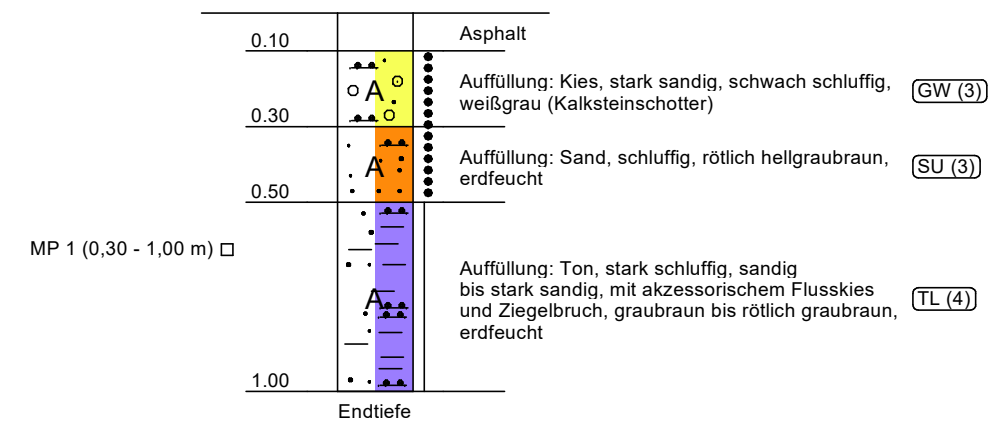 Asphalt
0.10
A
Auffüllung: Kies, stark sandig, schwach schluffig,
weißgrau (Kalksteinschotter)
GW (3)
0.30
A
Auffüllung: Sand, schluffig, rötlich hellgraubraun,
erdfeucht
SU (3)
0.50
MP 1 (0,30 - 1,00 m)
A
Auffüllung: Ton, stark schluffig, sandig
bis stark sandig, mit akzessorischem Flusskies
und Ziegelbruch, graubraun bis rötlich graubraun,
erdfeucht
TL (4)
1.00
Endtiefe